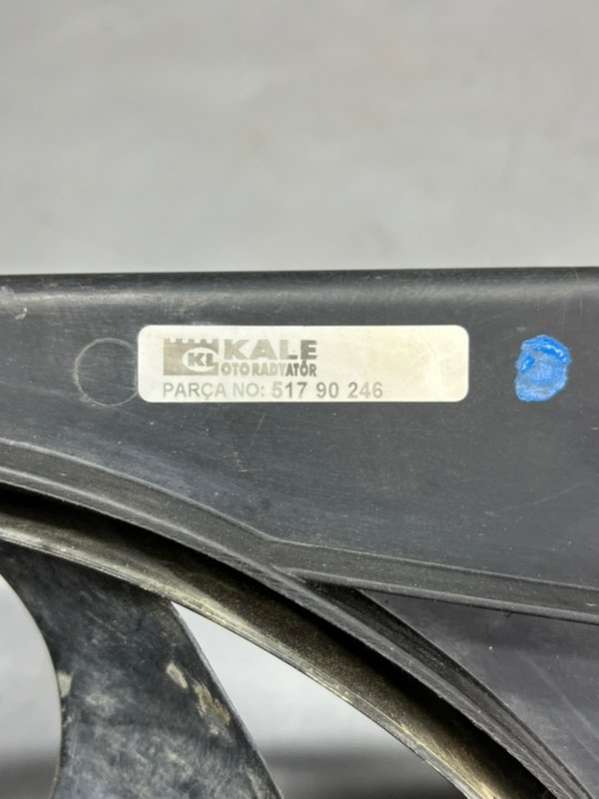 KL KALE
OTO RADYATÖR
PARÇA NO: 517 90 246